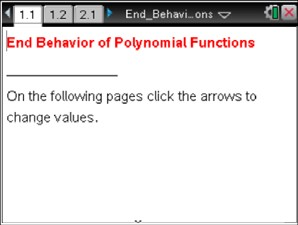 1.1 1.2 2.1 End_Behavi...ons
End Behavior of Polynomial Functions
On the following pages click the arrows to
change values.